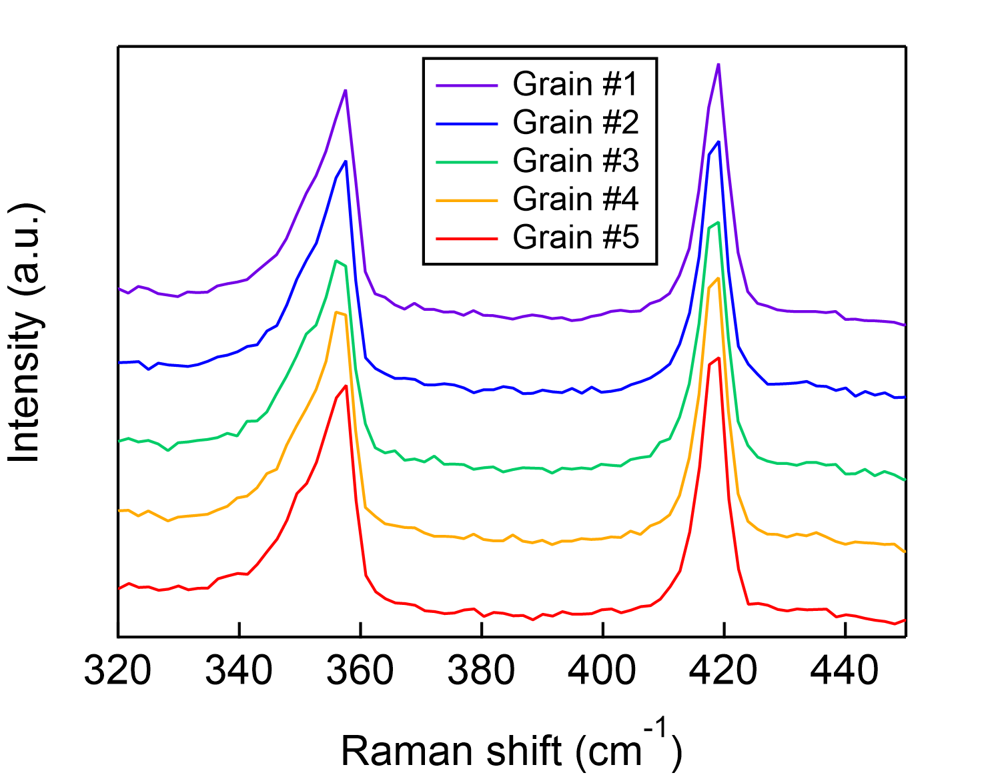 Grain #1
Grain #2
Grain #3
Grain #4
Grain #5
Intensity (a.u.)
320 340 360 380 400 420 440
Raman shift (cm⁻¹)